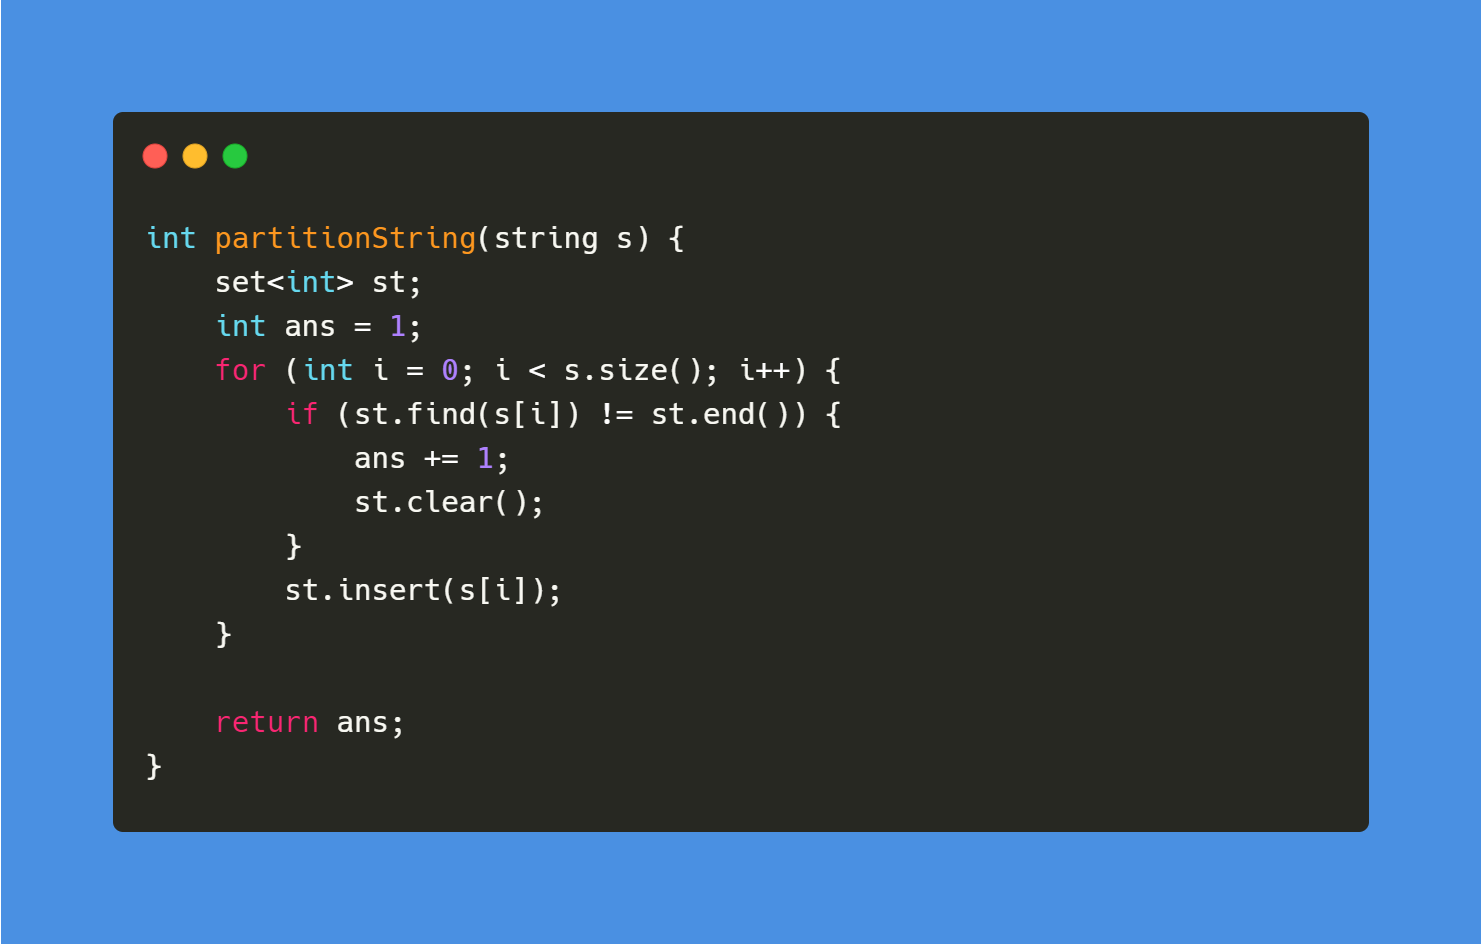 int partitionString(string s) {
    set<int> st;
    int ans = 1;
    for (int i = 0; i < s.size(); i++) {
        if (st.find(s[i]) != st.end()) {
            ans += 1;
            st.clear();
        }
        st.insert(s[i]);
    }

    return ans;
}